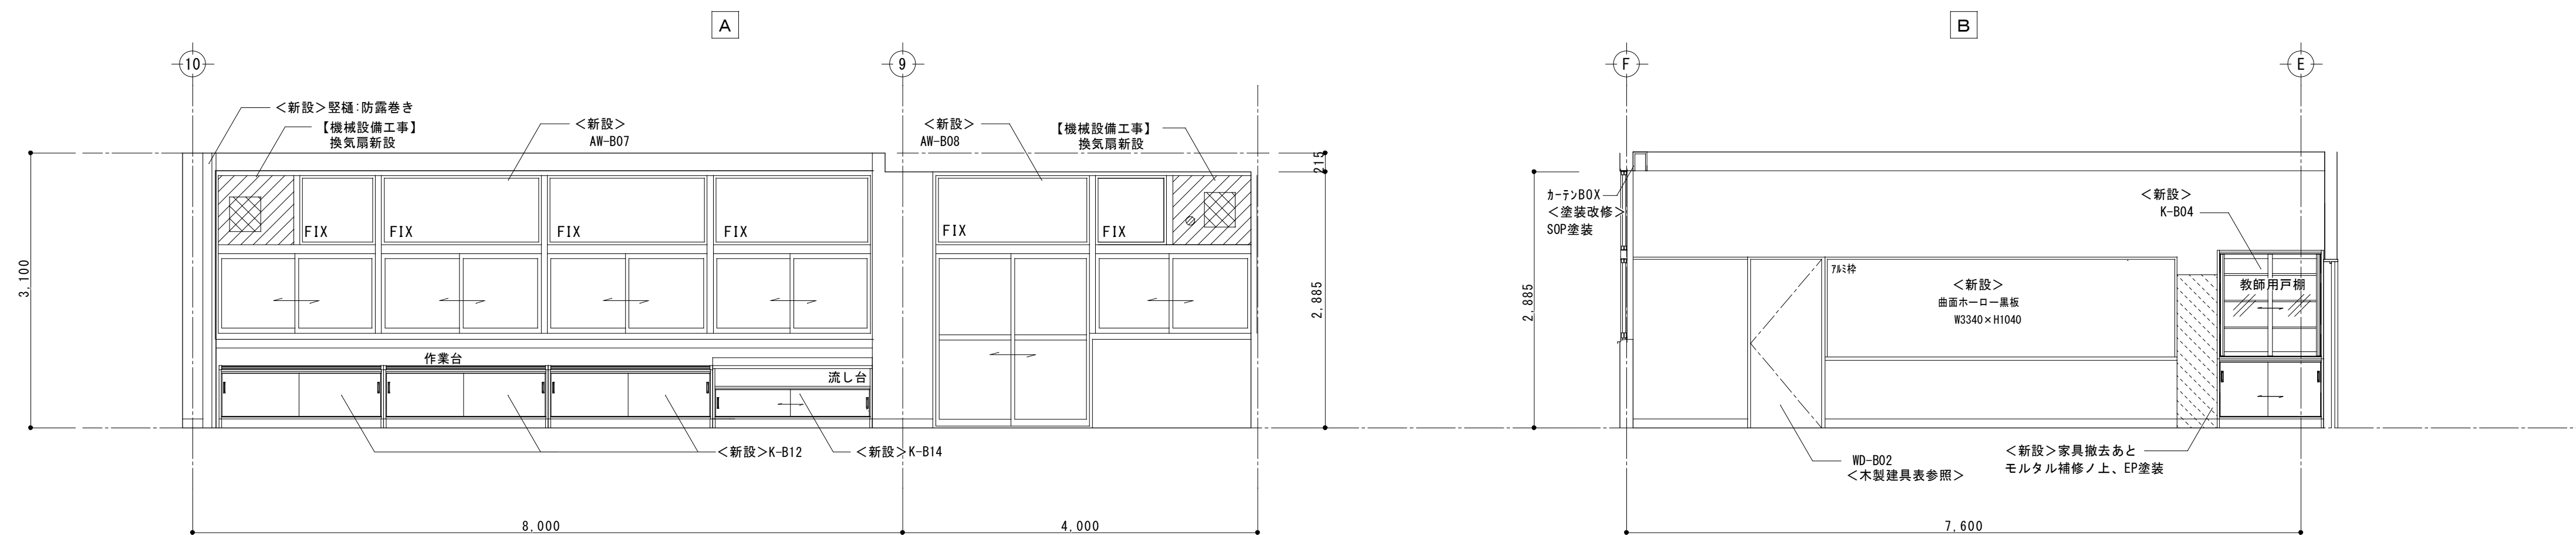 A
10
9
<新設>竪樋:防露巻き
【機械設備工事】
換気扇新設
<新設>
AW-B07
<新設>
AW-B08
【機械設備工事】
換気扇新設
3,100
215
2,885
FIX
FIX
FIX
FIX
FIX
FIX
作業台
流し台
<新設>K-B12
<新設>K-B14
8,000
4,000
B
F
E
カーテンBOX
<塗装改修>
SOP塗装
2,885
アルミ枠
<新設>
曲面ホーロー黒板
W3340×H1040
<新設>
K-B04
教師用戸棚
WD-B02
<木製建具表参照>
<新設>家具撤去あと
モルタル補修ノ上、EP塗装
7,600